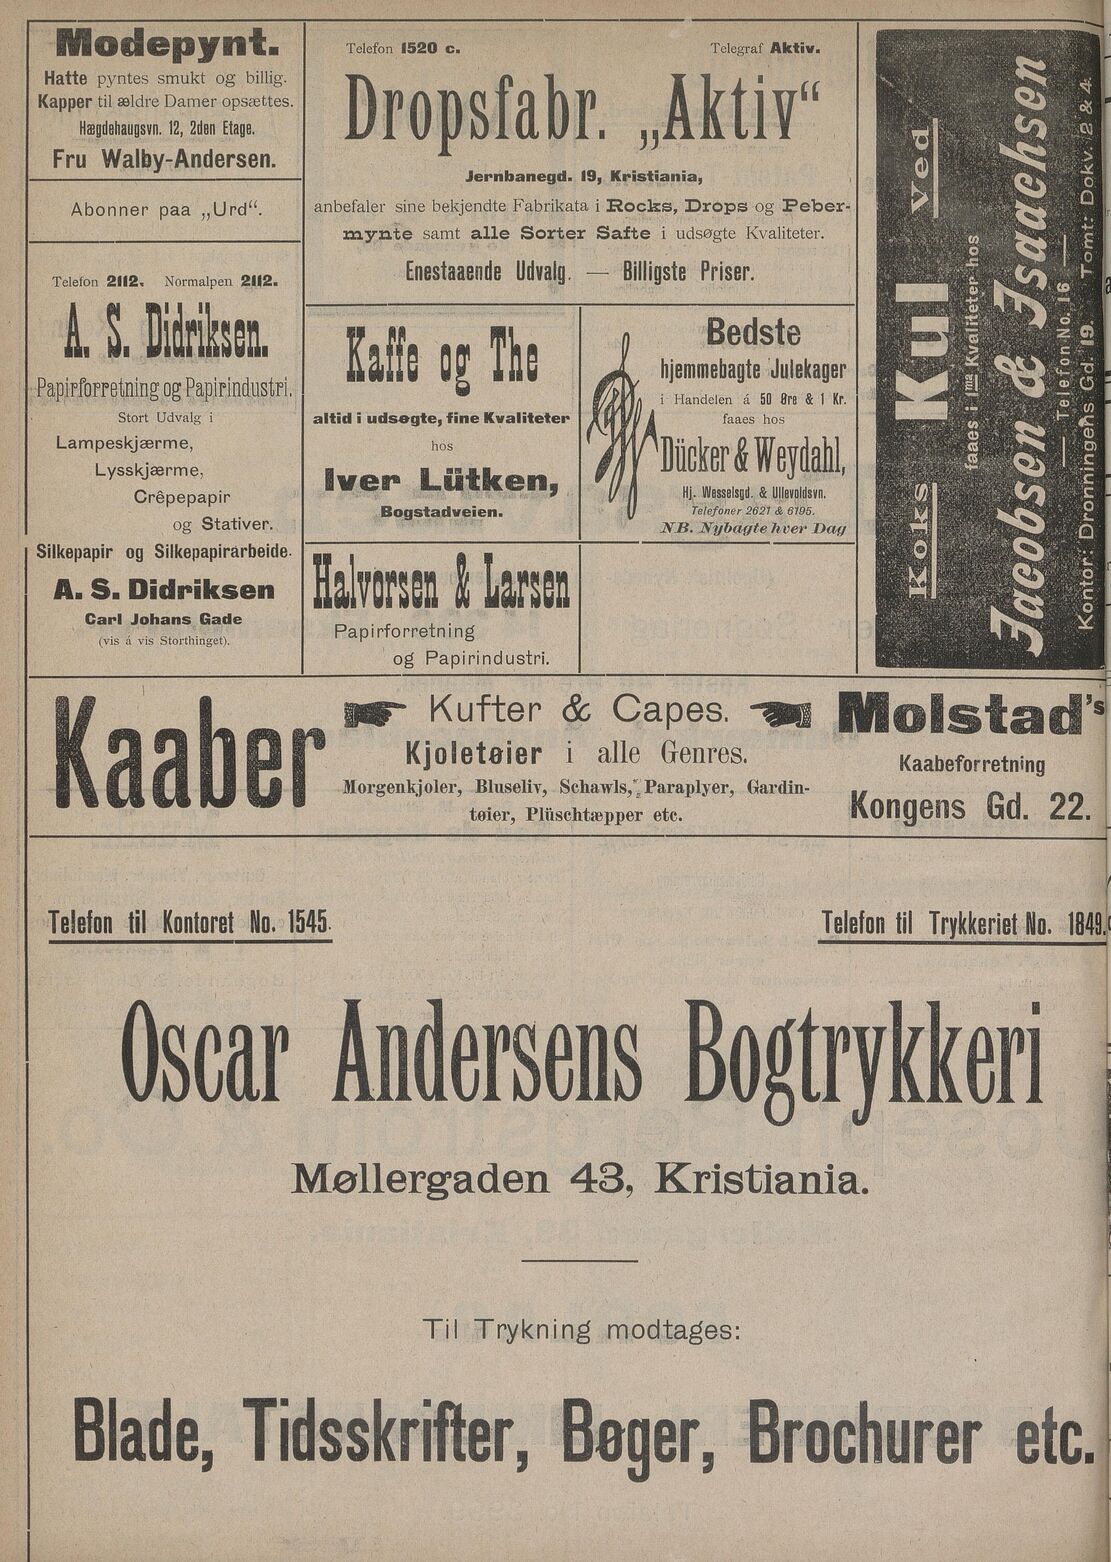 Modepynt.
Hatte pyntes smukt og billig.
Kapper til ældre Damer opsættes.
Hægdehaugsvn. 12, 2den Etage.
Fru Walby-Andersen.
Abonner paa „Urd“.
Telefon 2112. Normalpen 2112.
A. S. Didriksen.
Papirforretning og Papirindustri.
Stort Udvalg i
Lampeskjærme,
Lysskjærme,
Crêpepapir
og Stativer.
Silkepapir og Silkepapirarbeide.
A. S. Didriksen
Carl Johans Gade
(vis á vis Storthinget).
Telefon 1520 c. Telegraf Aktiv.
Dropsfabr. „Aktiv“
Jernbanegd. 19, Kristiania,
anbefaler sine bekjendte Fabrikata i Rocks, Drops og Peber-
mynte samt alle Sorter Safte i udsøgte Kvaliteter.
Enestaaende Udvalg. — Billigste Priser.
Kaffe og The
altid i udsøgte, fine Kvaliteter
hos
Iver Lütken,
Bogstadveien.
Halvorsen & Larsen
Papirforretning
og Papirindustri.
Bedste
hjemmebagte Julekager
i Handelen á 50 Øre & 1 Kr.
faaes hos
Dücker & Weydahl,
Hj. Wesselsgd. & Ullevoldsvn.
Telefoner 2621 & 6195.
NB. Nybagte hver Dag
Koks Kul Ved
faaes i 1ma Kvaliteter hos
Jacobsen & Isaachsen
— Telefon No. 16 —
Kontor: Dronningens Gd. 19. Tomt: Dokv. 2 & 4.
Kaaber
Kufter & Capes.
Kjoletøier i alle Genres.
Morgenkjoler, Bluseliv, Schawls, Paraplyer, Gardin-
tøier, Plüschtæpper etc.
Molstad's
Kaabeforretning
Kongens Gd. 22.
Telefon til Kontoret No. 1545. Telefon til Trykkeriet No. 1849.
Oscar Andersens Bogtrykkeri
Møllergaden 43, Kristiania.
Til Trykning modtages:
Blade, Tidsskrifter, Bøger, Brochurer etc.